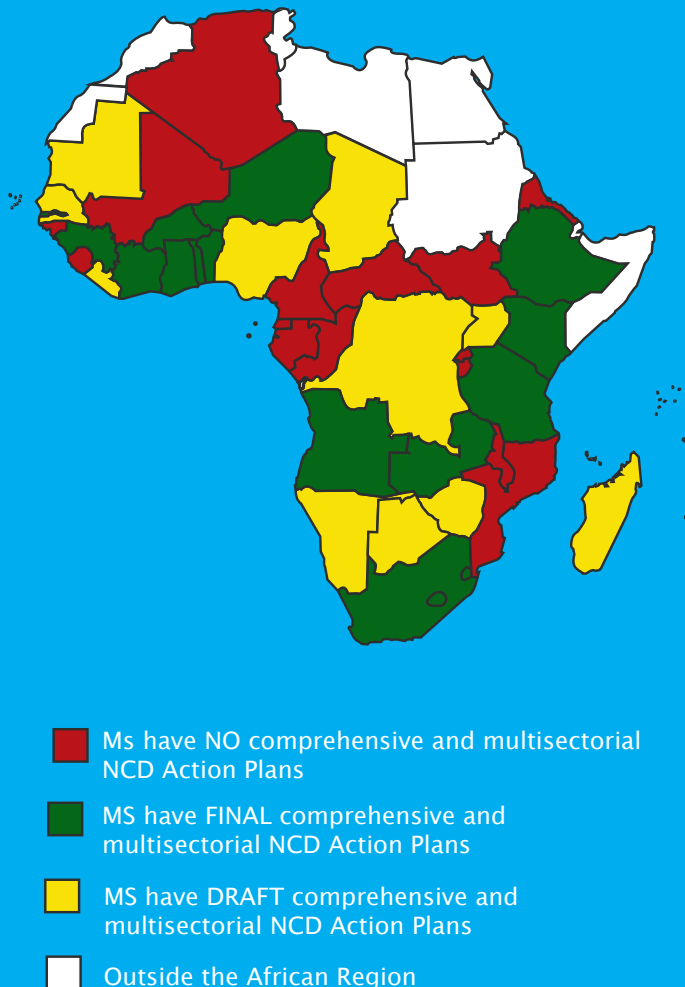 Ms have NO comprehensive and multisectorial
NCD Action Plans
MS have FINAL comprehensive and
multisectorial NCD Action Plans
MS have DRAFT comprehensive and
multisectorial NCD Action Plans
Outside the African Region